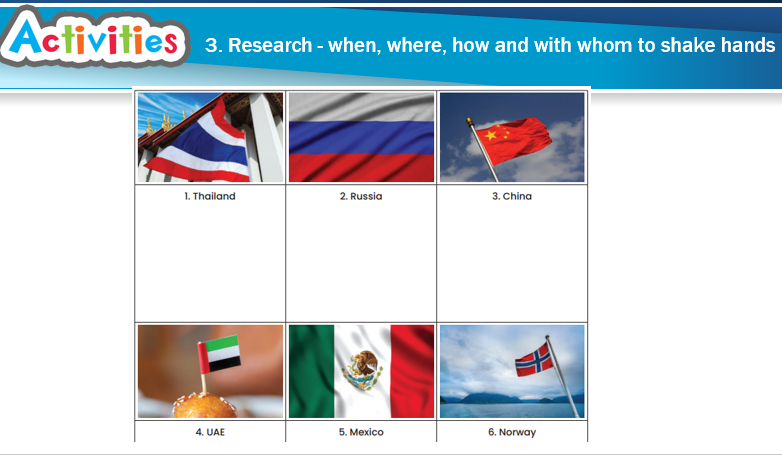 Activities
3. Research - when, where, how and with whom to shake hands
1. Thailand
2. Russia
3. China
4. UAE
5. Mexico
6. Norway